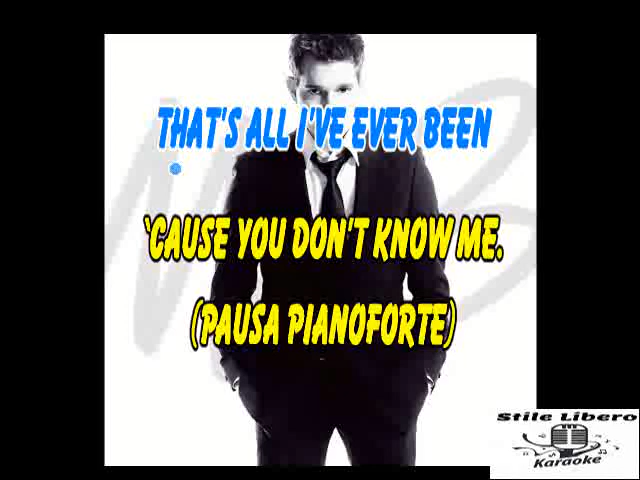 THAT'S ALL I'VE EVER BEEN
`CAUSE YOU DON'T KNOW ME.
(PAUSA PIANOFORTE)
Stile Libero
Karaoke